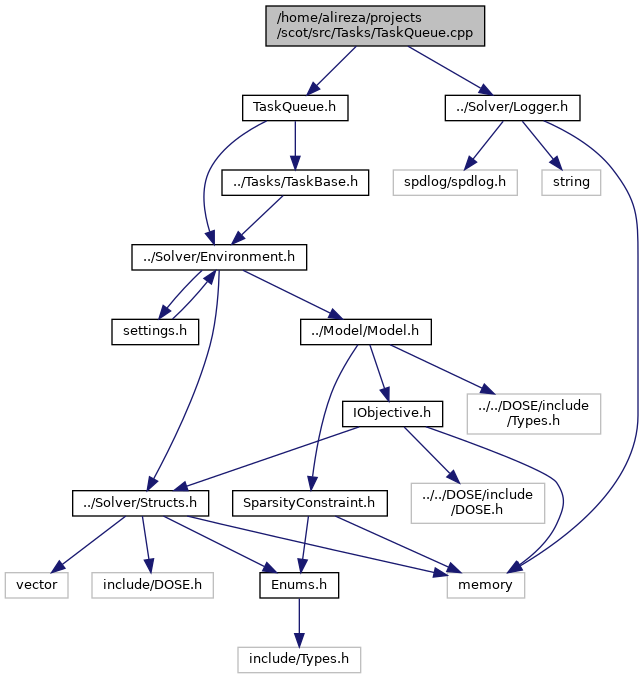 /home/alireza/projects
/scot/src/Tasks/TaskQueue.cpp
TaskQueue.h
../Solver/Logger.h
../Tasks/TaskBase.h
spdlog/spdlog.h
string
../Solver/Environment.h
settings.h
../Model/Model.h
IObjective.h
../../DOSE/include
/Types.h
../Solver/Structs.h
SparsityConstraint.h
../../DOSE/include
/DOSE.h
vector
include/DOSE.h
Enums.h
memory
include/Types.h